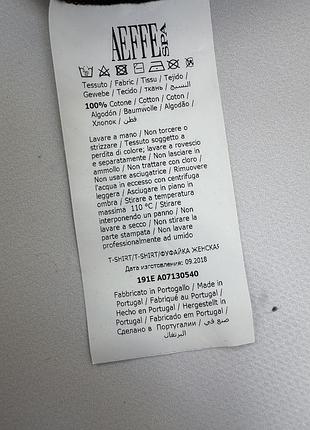 AEFFE SPA
Tessuto / Fabric / Tissu / Tejido /
Gewebe / Tecido / ткань / النسيج
100% Cotone / Cotton / Coton /
Algodón / Baumwolle / Algodão /
Хлопок / قطن
Lavare a mano / Non torcere o
strizzare / Tessuto soggetto a
perdita di colore; lavare a rovescio
e separatamente / Non lasciare in
ammollo / Non trattare con cloro /
Non usare asciugatrice / Rimuovere
l'acqua in eccesso con centrifuga
leggera / Asciugare in piano in
ombra / Stirare a temperatura
massima 110 °C / Stirare
interponendo un panno / Non
lavare a secco / Non stirare la
parte stampata / Non lavare
professionalmente ad umido
T-SHIRT/T-SHIRT/ФУФАЙКА ЖЕНСКАЯ
Дата изготовления: 09.2018
191E A07130540
Fabbricato in Portogallo / Made in
Portugal / Fabriqué au Portugal /
Hecho en Portugal / Hergestellt in
Portugal / Fabricado em Portugal /
Сделано в Португалии / صنع في
البرتغال